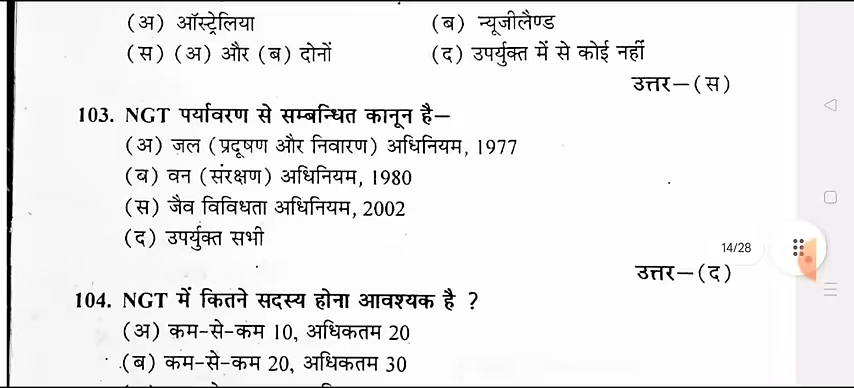 (अ) ऑस्ट्रेलिया (ब) न्यूजीलैण्ड
(स) (अ) और (ब) दोनों (द) उपर्युक्त में से कोई नहीं
उत्तर—(स)
103. NGT पर्यावरण से सम्बन्धित कानून है—
(अ) जल (प्रदूषण और निवारण) अधिनियम, 1977
(ब) वन (संरक्षण) अधिनियम, 1980
(स) जैव विविधता अधिनियम, 2002
(द) उपर्युक्त सभी
14/28
उत्तर—(द)
104. NGT में कितने सदस्य होना आवश्यक है ?
(अ) कम-से-कम 10, अधिकतम 20
(ब) कम-से-कम 20, अधिकतम 30